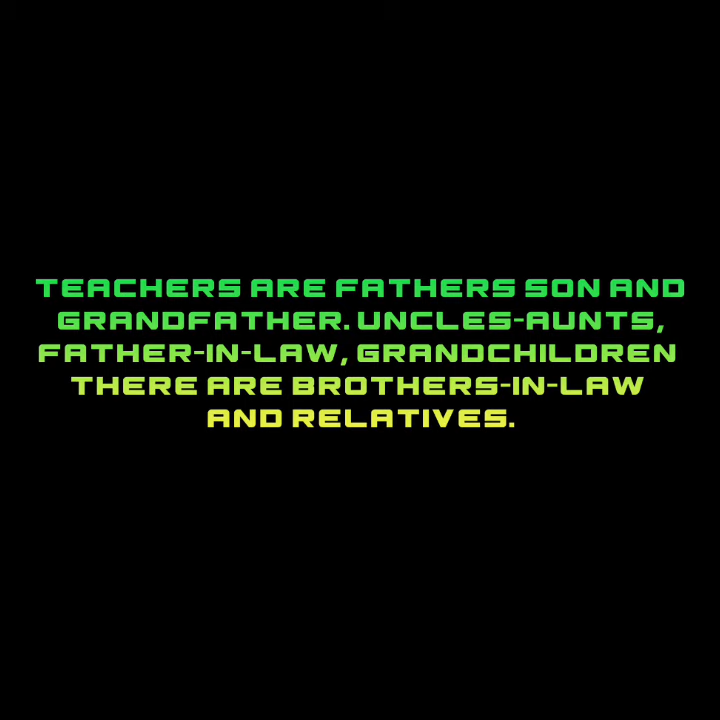 TEACHERS ARE FATHERS SON AND
GRANDFATHER. UNCLES-AUNTS,
FATHER-IN-LAW, GRANDCHILDREN
THERE ARE BROTHERS-IN-LAW
AND RELATIVES.